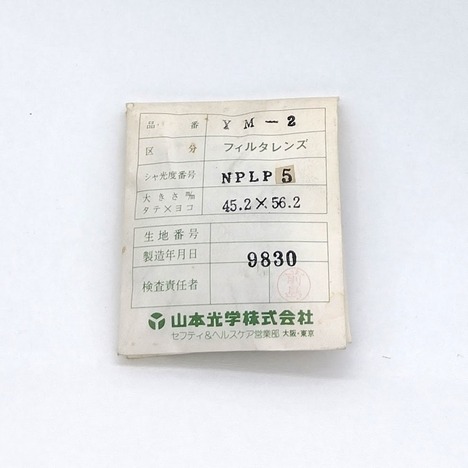 品番 YM-2
区分 フィルタレンズ
シャ光度番号 NPLP 5
大きさ m/m
タテ×ヨコ 45.2×56.2
生地番号
製造年月日 9830
検査責任者
山本光学株式会社
セフティ&ヘルスケア営業部 大阪・東京